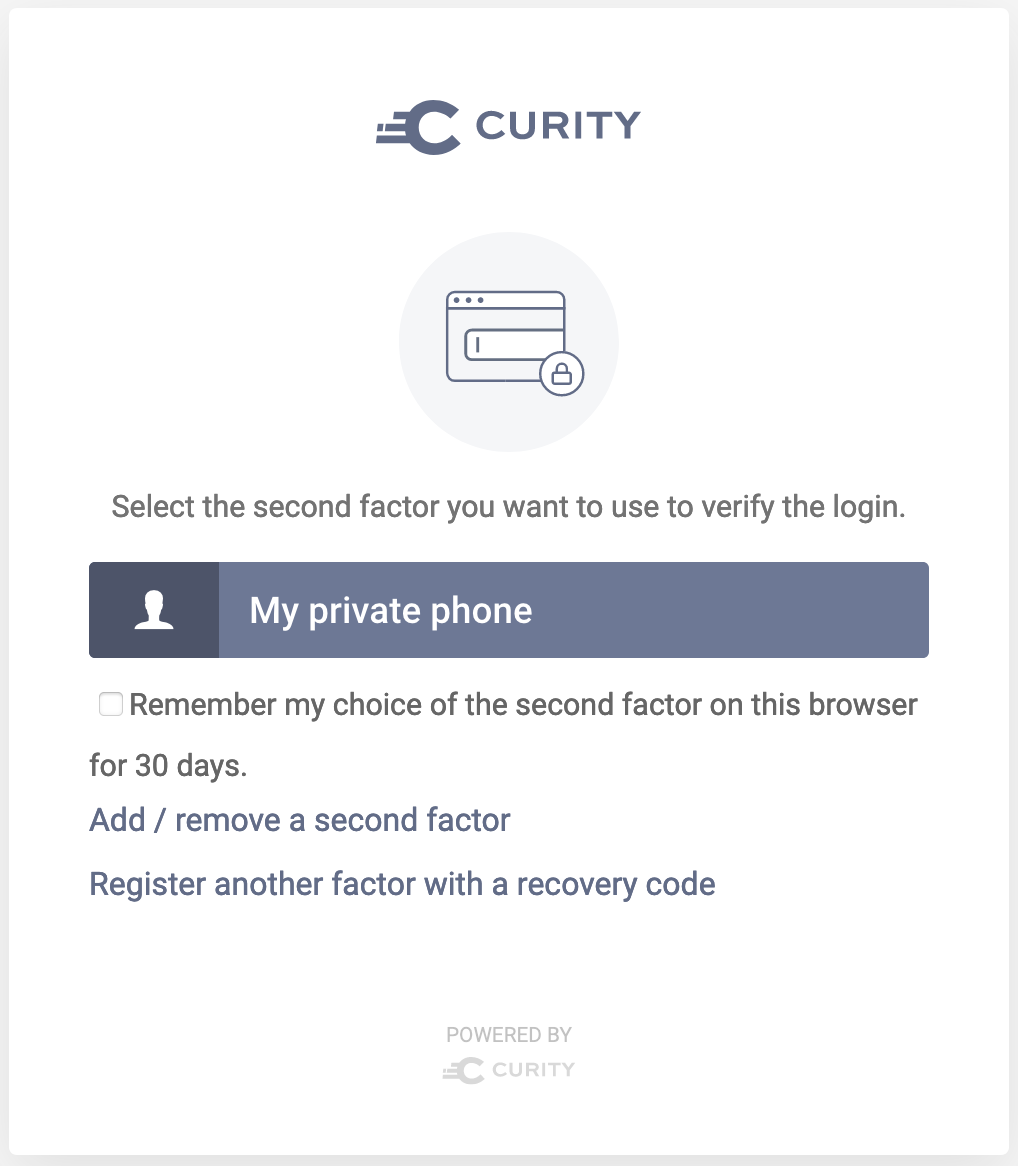 CURITY
Select the second factor you want to use to verify the login.
My private phone
Remember my choice of the second factor on this browser
for 30 days.
Add / remove a second factor
Register another factor with a recovery code
POWERED BY
CURITY